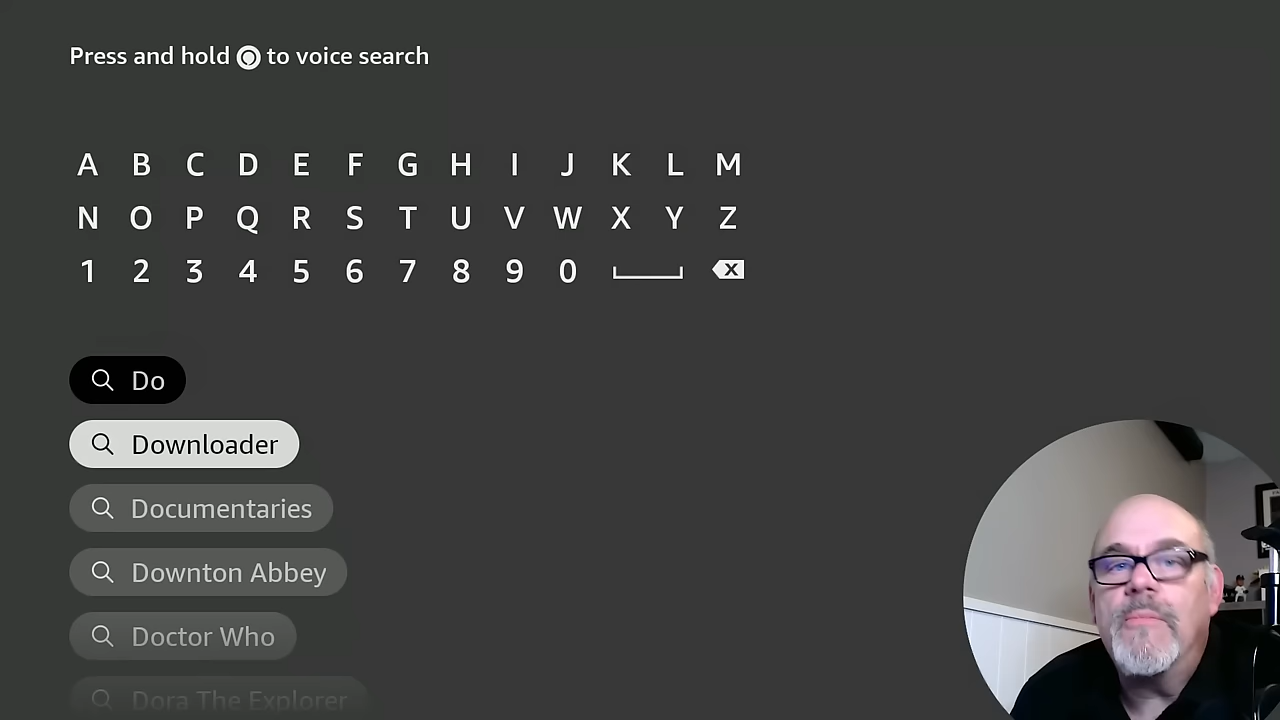 Press and hold to voice search
A B C D E F G H I J K L M
N O P Q R S T U V W X Y Z
1 2 3 4 5 6 7 8 9 0
Do
Downloader
Documentaries
Downton Abbey
Doctor Who
Dora The Explorer